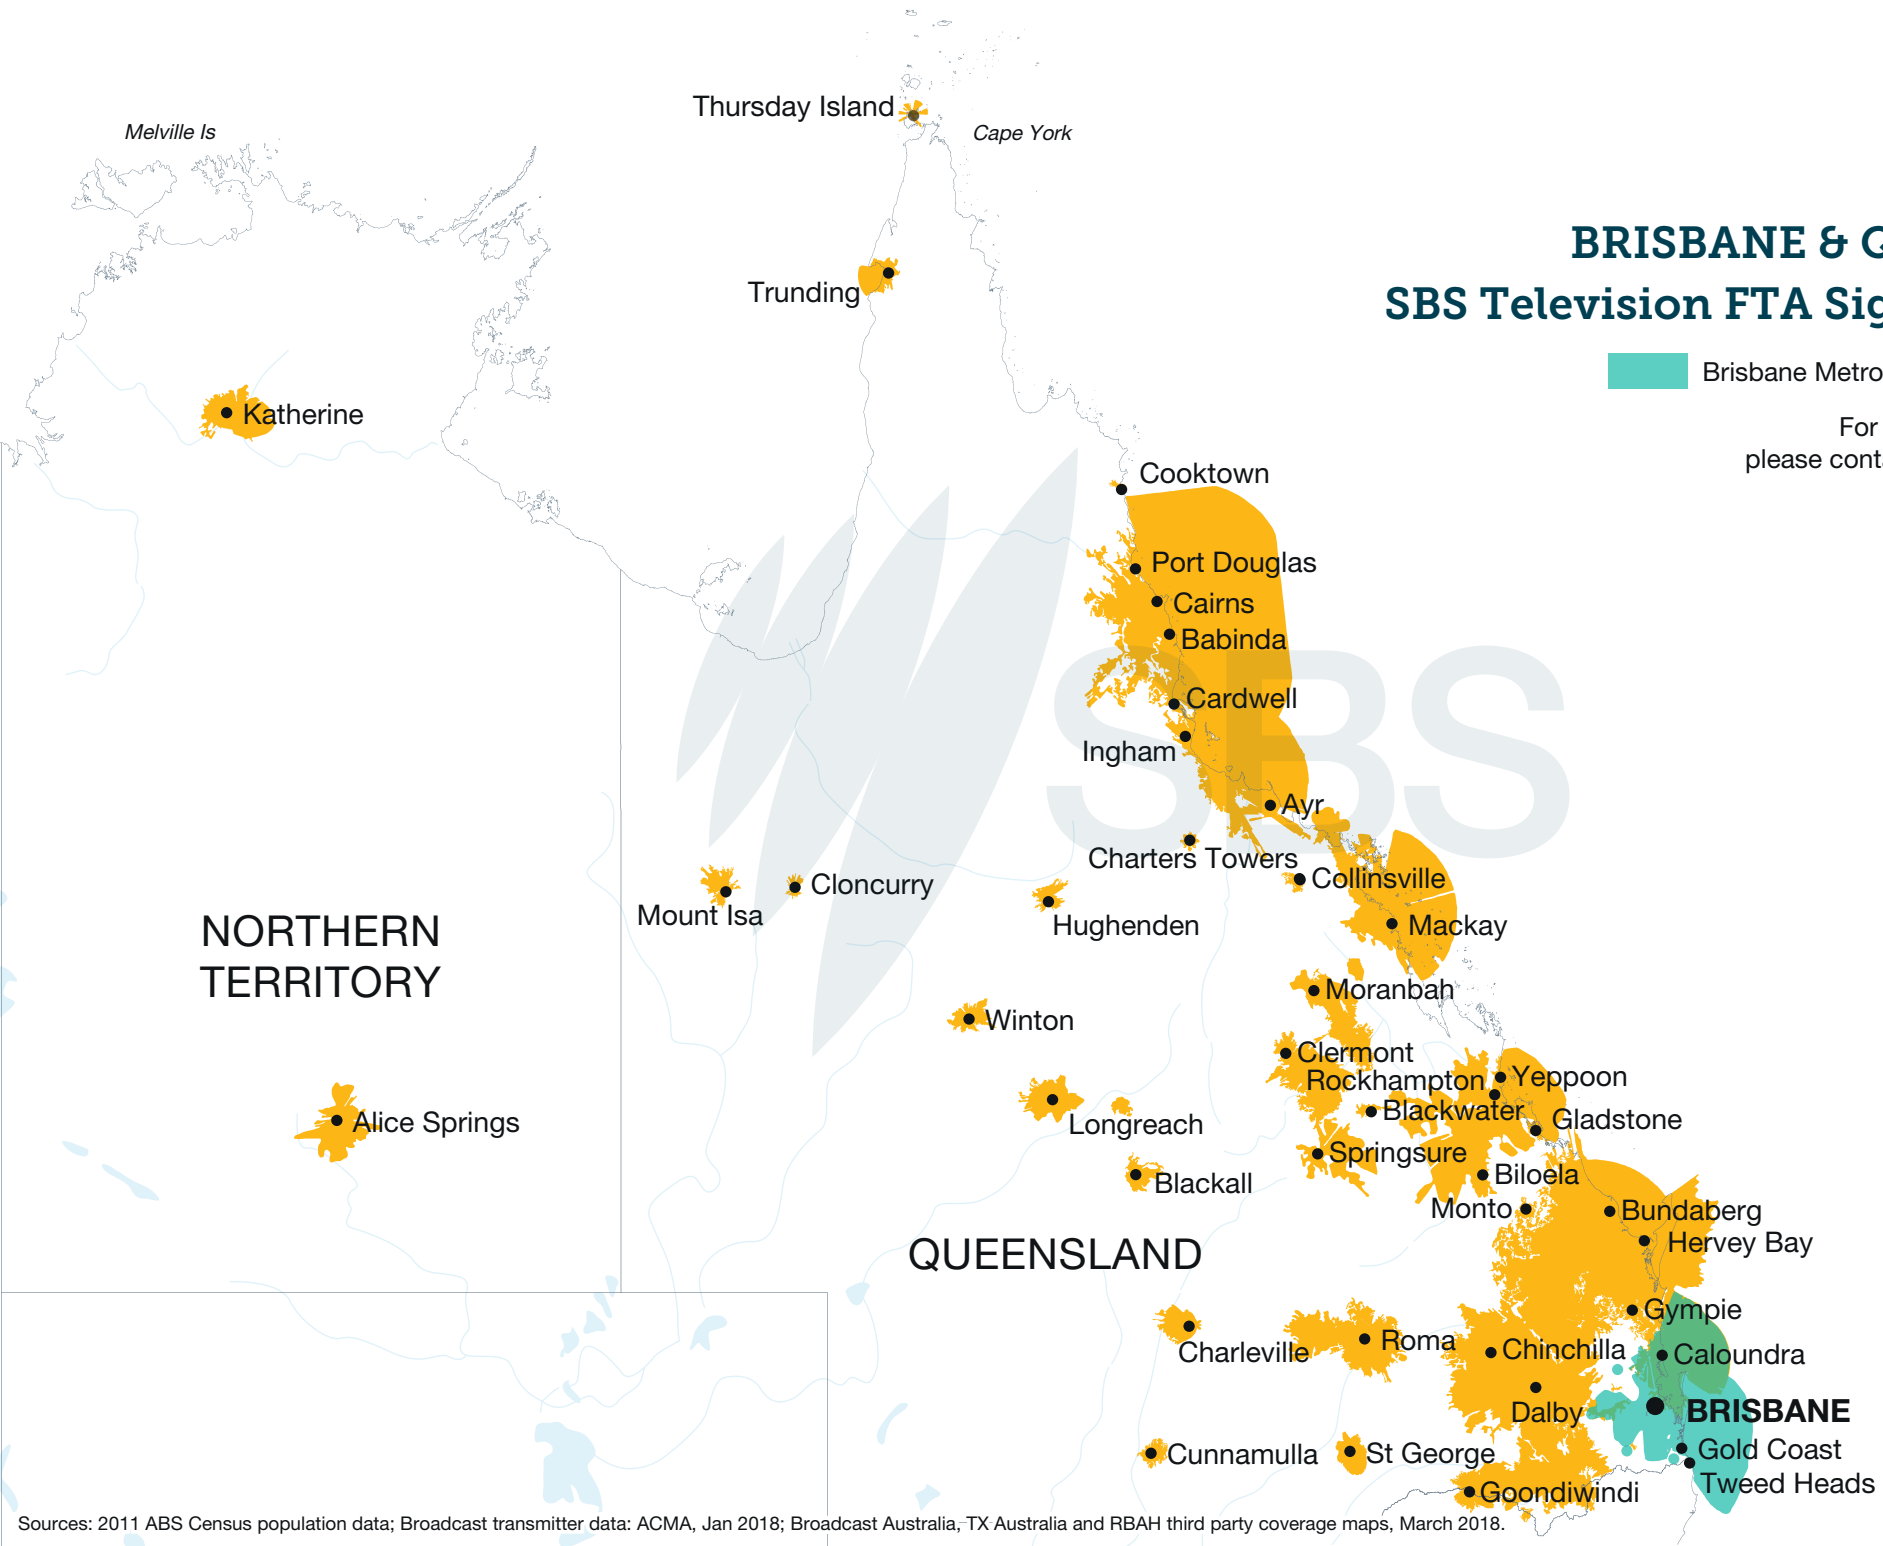 Thursday Island
Melville Is
Cape York
BRISBANE & Q
SBS Television FTA Sig
Trunding
Brisbane Metro
For
please conta
Katherine
Cooktown
Port Douglas
Cairns
Babinda
SBS
Cardwell
Ingham
Ayr
Charters Towers
Collinsville
Cloncurry
Mount Isa
Hughenden
Mackay
NORTHERN
TERRITORY
Moranbah
Winton
Clermont
Rockhampton
Yeppoon
Blackwater
Gladstone
Alice Springs
Longreach
Springsure
Biloela
Blackall
Monto
Bundaberg
Hervey Bay
QUEENSLAND
Gympie
Charleville
Roma
Chinchilla
Caloundra
Dalby
BRISBANE
Cunnamulla
St George
Gold Coast
Tweed Heads
Goondiwindi
Sources: 2011 ABS Census population data; Broadcast transmitter data: ACMA, Jan 2018; Broadcast Australia, TX Australia and RBAH third party coverage maps, March 2018.